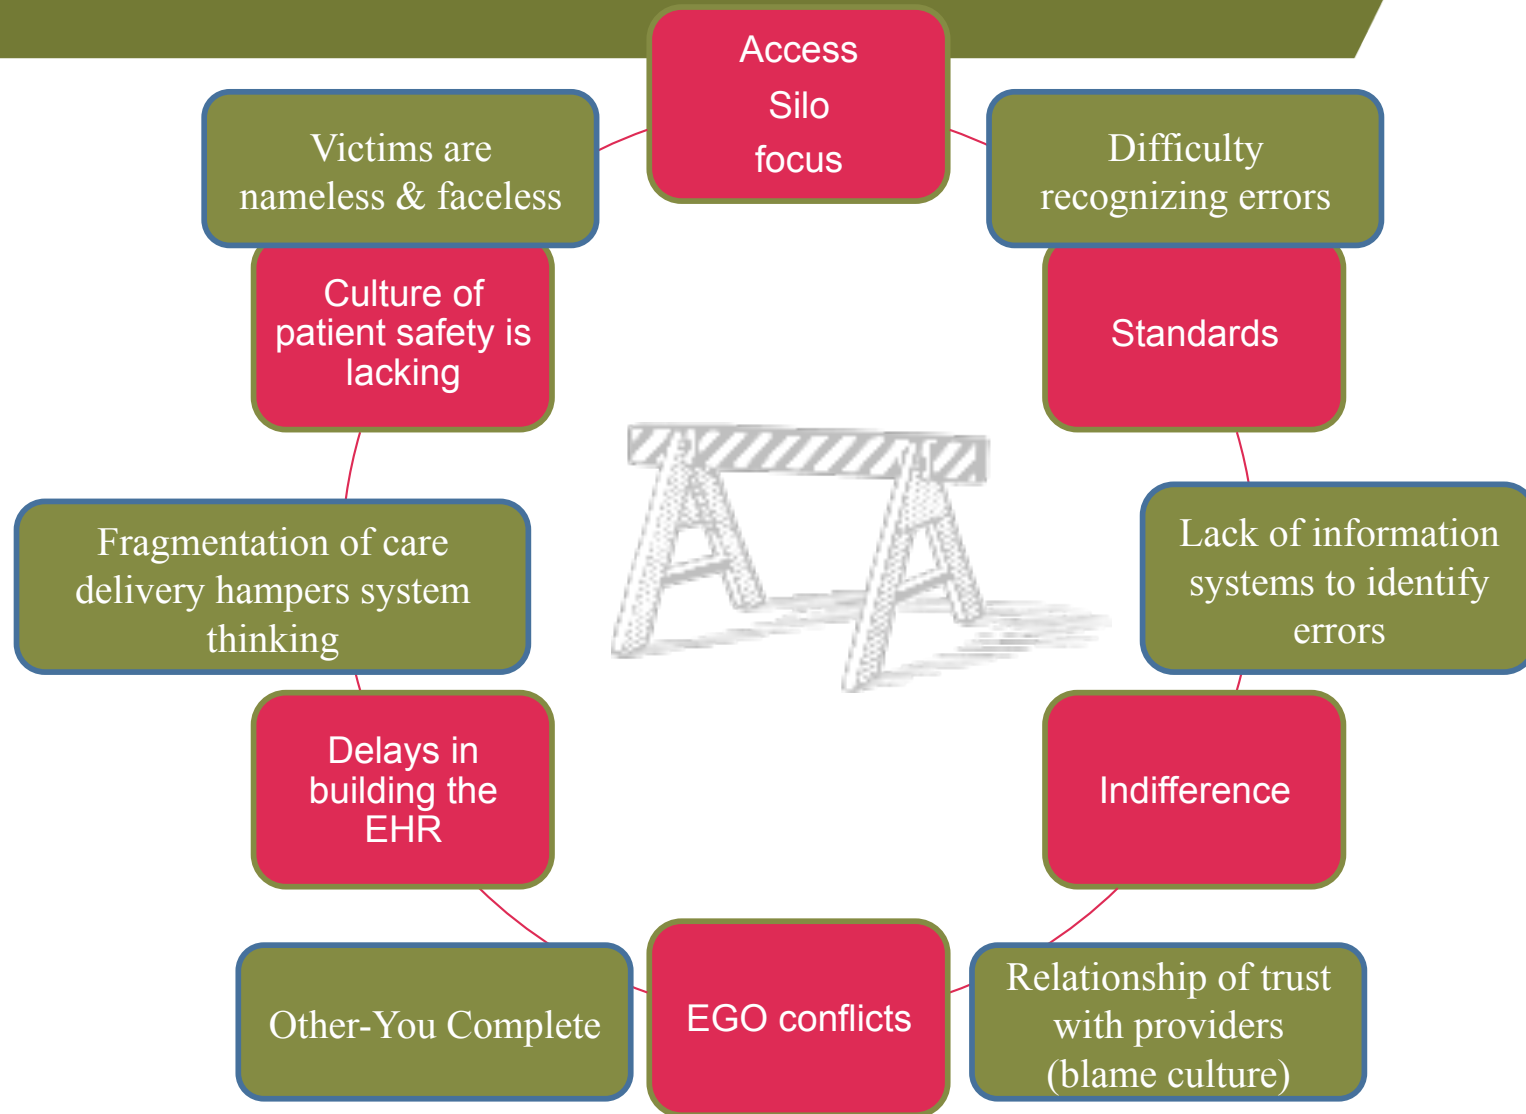 Access
Silo
focus
Victims are
nameless & faceless
Difficulty
recognizing errors
Culture of
patient safety is
lacking
Standards
Fragmentation of care
delivery hampers system
thinking
Lack of information
systems to identify
errors
Delays in
building the
EHR
Indifference
Other-You Complete
EGO conflicts
Relationship of trust
with providers
(blame culture)